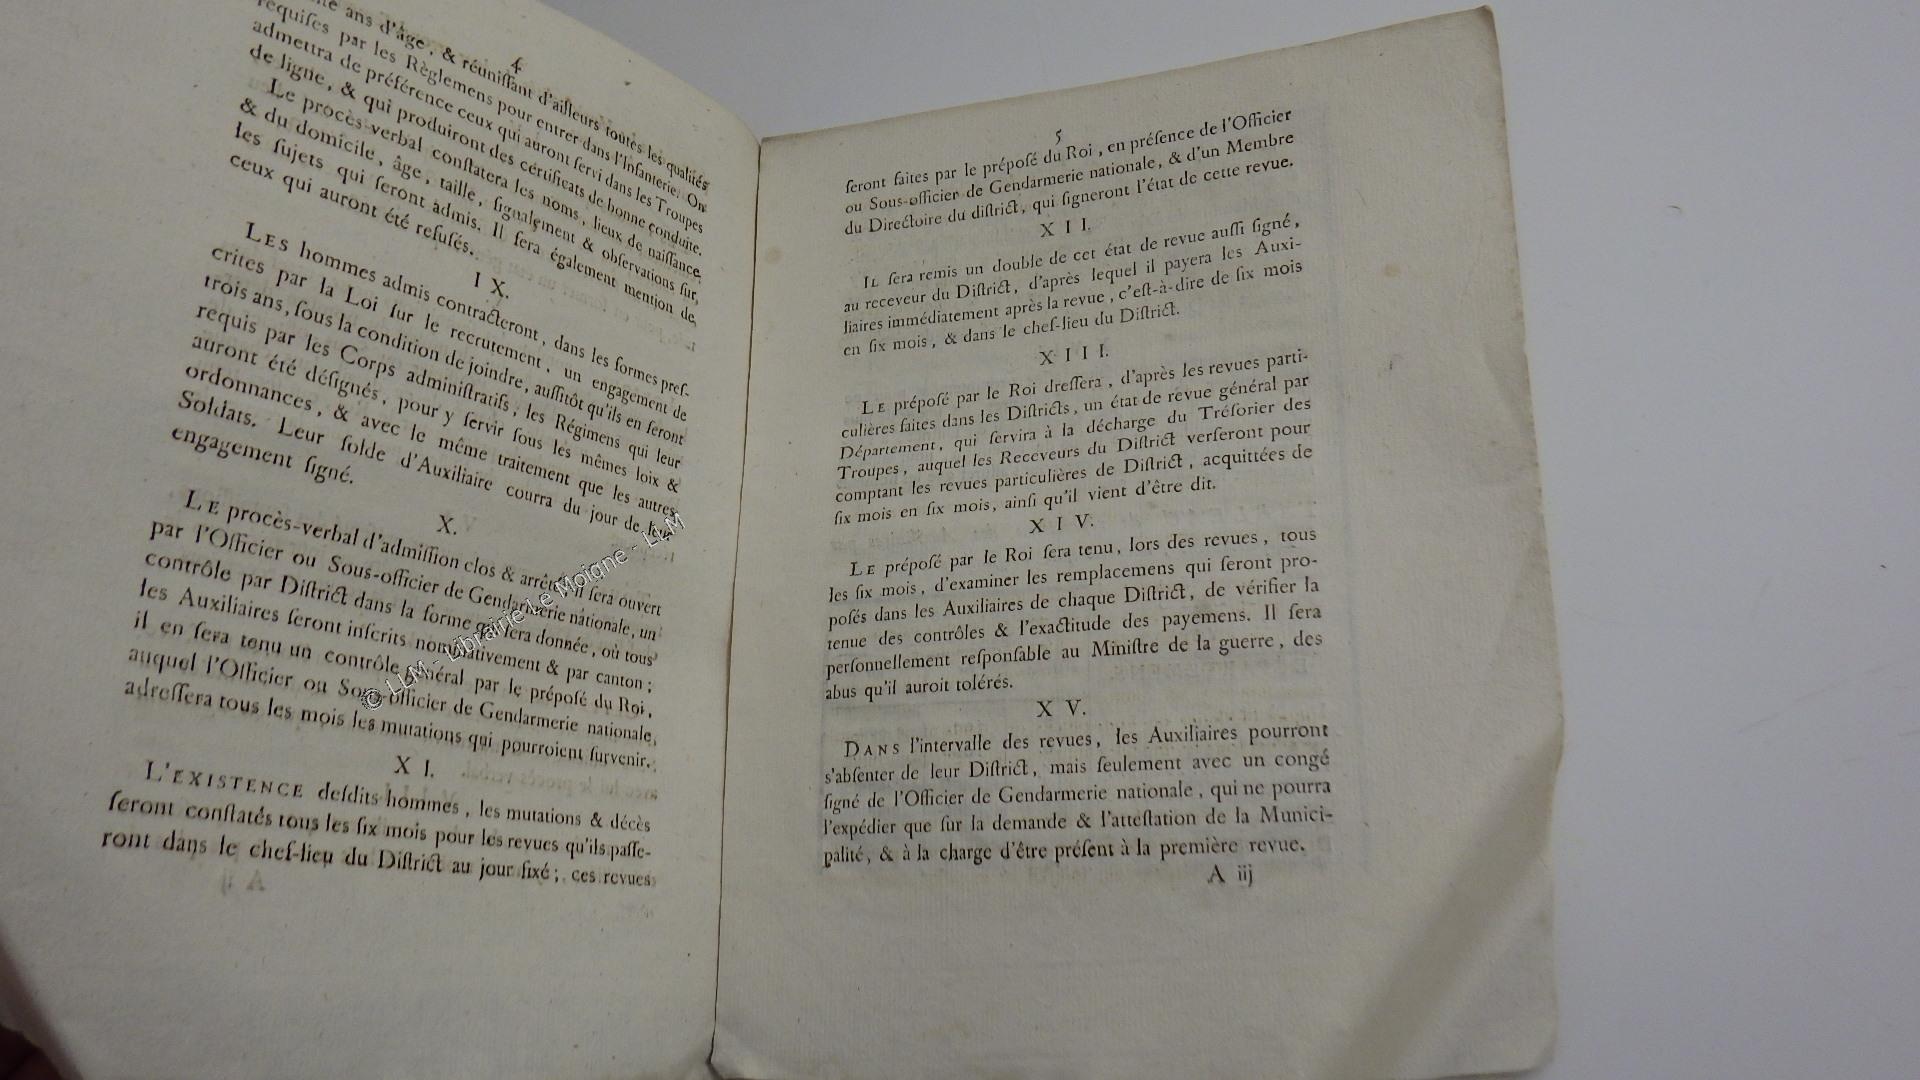 4
ans d'âge, & réuniſſant d'ailleurs toutes les qualités
requiſes par les Règlemens pour entrer dans l'Infanterie. On
admettra de préférence ceux qui auront ſervi dans les Troupes
de ligne, & qui produiront des certificats de bonne conduite.
Le procès-verbal conſtatera les noms, lieux de naiſſance
& du domicile, âge, taille, ſignalement & obſervations ſur
les ſujets qui ſeront admis. Il ſera également mention de
ceux qui auront été refuſés.
I X.
LES hommes admis contracteront, dans les formes preſ-
crites par la Loi ſur le recrutement, un engagement de
trois ans, ſous la condition de joindre, auſſitôt qu'ils en ſeront
requis par les Corps adminiſtratifs, les Régimens qui leur
auront été déſignés, pour y ſervir ſous les mêmes loix &
ordonnances, & avec le même traitement que les autres
Soldats. Leur ſolde d'Auxiliaire courra du jour de leur
engagement ſigné.
X.
LE procès-verbal d'admiſſion clos & arrêté, il ſera ouvert
par l'Officier ou Sous-officier de Gendarmerie nationale, un
contrôle par Diſtrict dans la forme qui ſera donnée, où tous
les Auxiliaires ſeront inſcrits nominativement & par canton;
il en ſera tenu un contrôle général par le prépoſé du Roi,
auquel l'Officier ou Sous-officier de Gendarmerie nationale,
adreſſera tous les mois les mutations qui pourroient ſurvenir.
X I.
L'EXISTENCE deſdits hommes, les mutations & décès
ſeront conſtatés tous les ſix mois pour les revues qu'ils paſſe-
ront dans le chef-lieu du Diſtrict au jour fixé; ces revues
© LLM - Librairie Le Moigne - LLM
5
ſeront faites par le prépoſé du Roi, en préſence de l'Officier
ou Sous-officier de Gendarmerie nationale, & d'un Membre
du Directoire du diſtrict, qui ſigneront l'état de cette revue.
X I I.
IL ſera remis un double de cet état de revue auſſi ſigné,
au receveur du Diſtrict, d'après lequel il payera les Auxi-
liaires immédiatement après la revue, c'eſt-à-dire de ſix mois
en ſix mois, & dans le chef-lieu du Diſtrict.
X I I I.
LE prépoſé par le Roi dreſſera, d'après les revues parti-
culières faites dans les Diſtricts, un état de revue général par
Département, qui ſervira à la décharge du Tréſorier des
Troupes, auquel les Receveurs du Diſtrict verſeront pour
comptant les revues particulières de Diſtrict, acquittées de
ſix mois en ſix mois, ainſi qu'il vient d'être dit.
X I V.
LE prépoſé par le Roi ſera tenu, lors des revues, tous
les ſix mois, d'examiner les remplacemens qui ſeront pro-
poſés dans les Auxiliaires de chaque Diſtrict, de vérifier la
tenue des contrôles & l'exactitude des payemens. Il ſera
perſonnellement reſponſable au Miniſtre de la guerre, des
abus qu'il auroit tolérés.
X V.
DANS l'intervalle des revues, les Auxiliaires pourront
s'abſenter de leur Diſtrict, mais ſeulement avec un congé
ſigné de l'Officier de Gendarmerie nationale, qui ne pourra
l'expédier que ſur la demande & l'atteſtation de la Munici-
palité, & à la charge d'être préſent à la première revue.
A iij